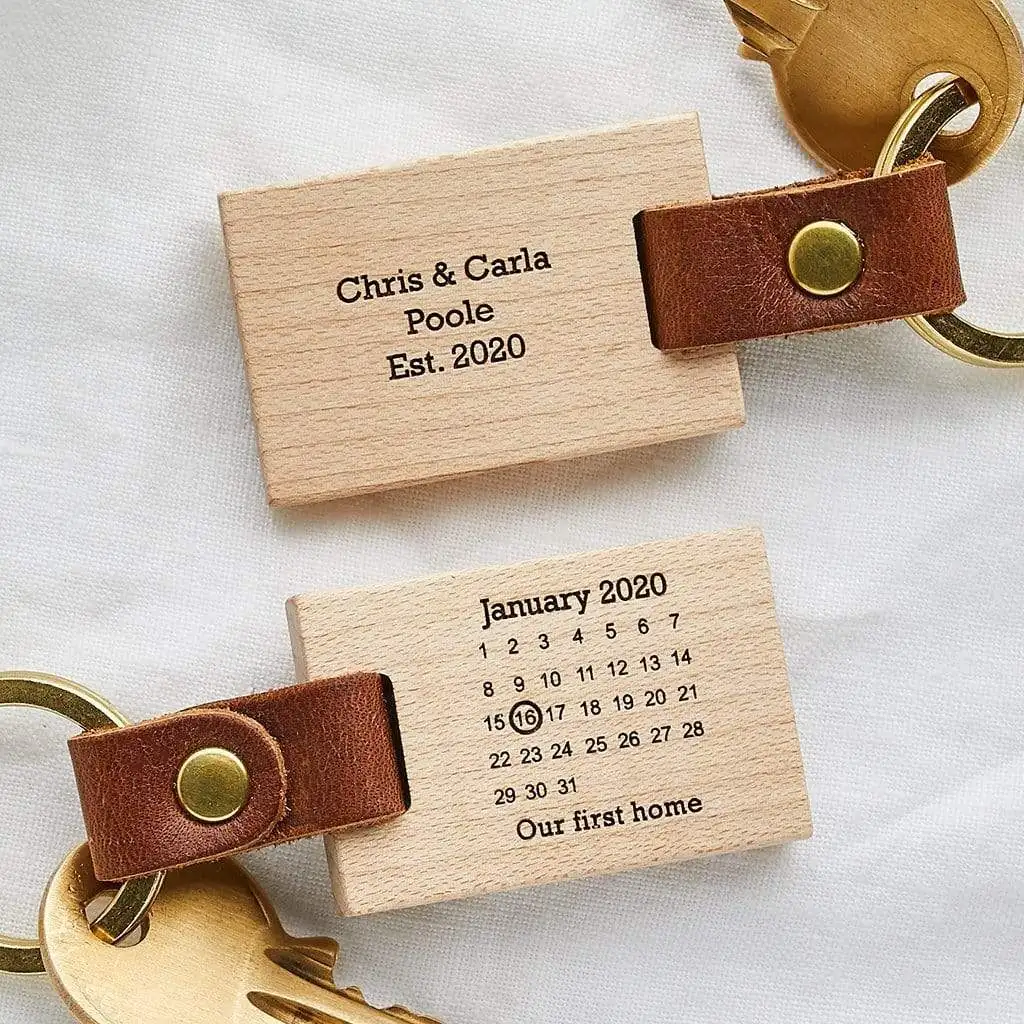 Chris & Carla
Poole
Est. 2020
January 2020
1 2 3 4 5 6 7
8 9 10 11 12 13 14
15 16 17 18 19 20 21
22 23 24 25 26 27 28
29 30 31
Our first home